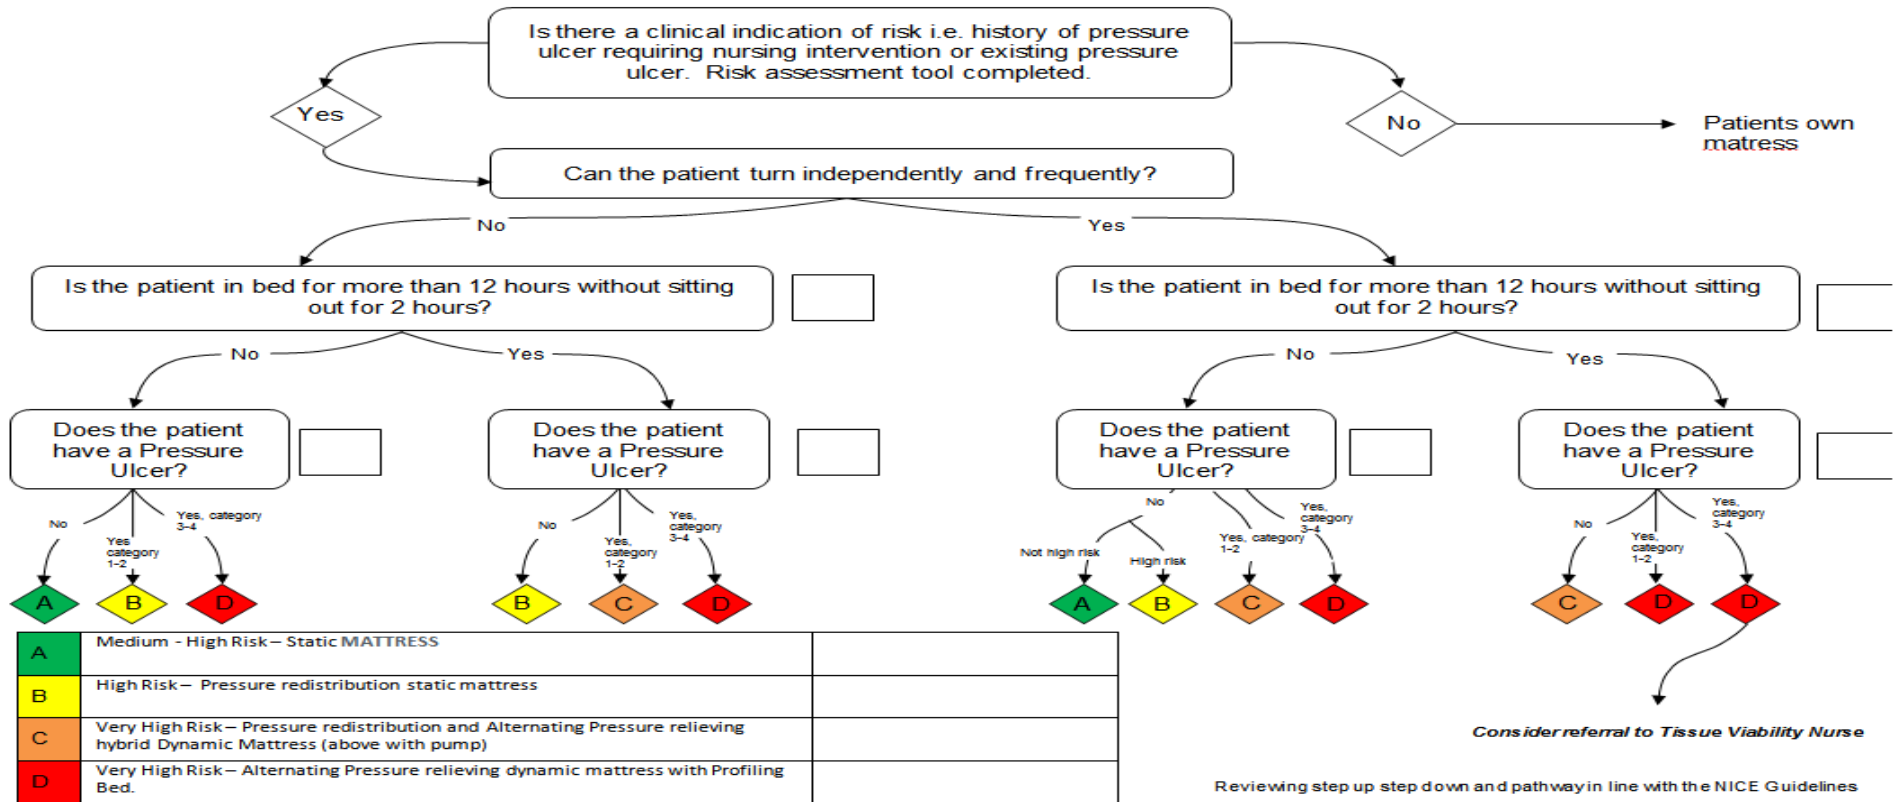 Is there a clinical indication of risk i.e. history of pressure
ulcer requiring nursing intervention or existing pressure
ulcer. Risk assessment tool completed.
Yes
No
Patients own
matress
Can the patient turn independently and frequently?
No
Yes
Is the patient in bed for more than 12 hours without sitting
out for 2 hours?
Is the patient in bed for more than 12 hours without sitting
out for 2 hours?
No
Yes
No
Yes
Does the patient
have a Pressure
Ulcer?
Does the patient
have a Pressure
Ulcer?
Does the patient
have a Pressure
Ulcer?
Does the patient
have a Pressure
Ulcer?
No
Yes
category
1-2
Yes, category
3-4
No
Yes,
category
1-2
Yes,
category
3-4
No
Not high risk
High risk
Yes, category
1-2
Yes,
category
3-4
No
Yes,
category
1-2
Yes,
category
3-4
A
B
D
B
C
D
A
B
C
D
C
D
D
A
Medium - High Risk – Static MATTRESS
B
High Risk – Pressure redistribution static mattress
C
Very High Risk – Pressure redistribution and Alternating Pressure relieving
hybrid Dynamic Mattress (above with pump)
D
Very High Risk – Alternating Pressure relieving dynamic mattress with Profiling
Bed.
Consider referral to Tissue Viability Nurse
Reviewing step up step down and pathway in line with the NICE Guidelines